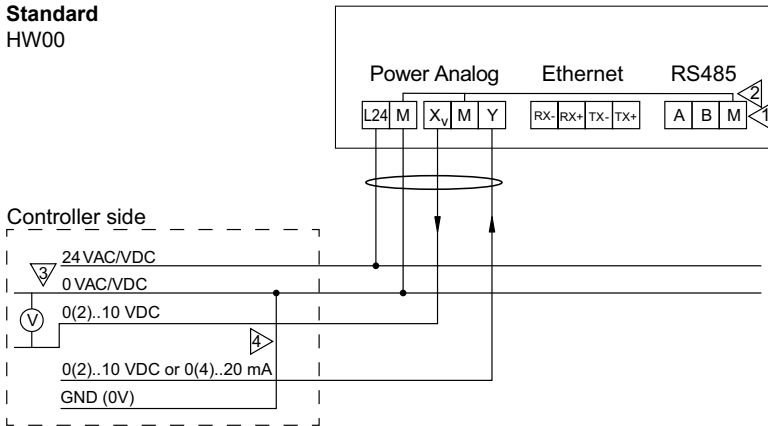 Standard
HW00
Power Analog Ethernet RS485
2
L24 M Xv M Y RX- RX+ TX- TX+ A B M 1
Controller side
3 24 VAC/VDC
0 VAC/VDC
V 0(2)..10 VDC
4
0(2)..10 VDC or 0(4)..20 mA
GND (0V)